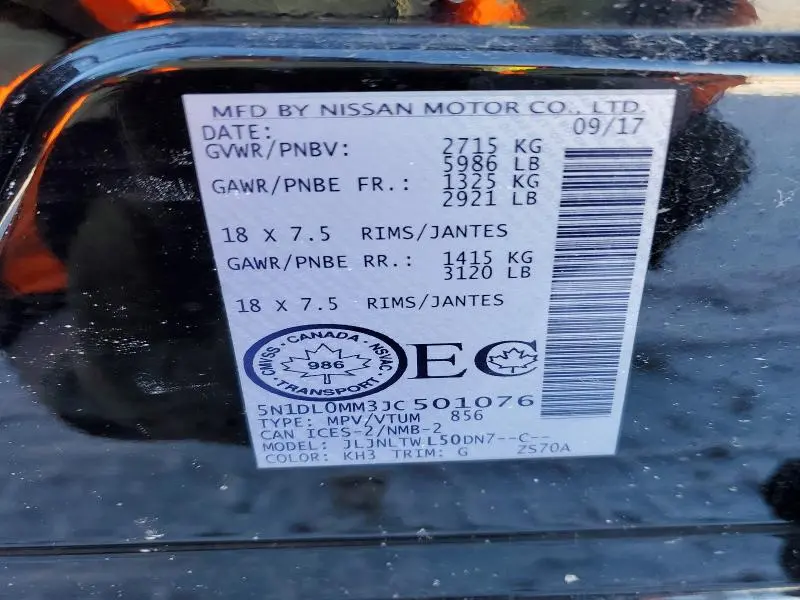 MFD BY NISSAN MOTOR CO., LTD.
DATE: 09/17
GVWR/PNBV: 2715 KG
5986 LB
GAWR/PNBE FR.: 1325 KG
2921 LB
18 X 7.5 RIMS/JANTES
GAWR/PNBE RR.: 1415 KG
3120 LB
18 X 7.5 RIMS/JANTES
CMVSS · CANADA · NSVAC · TRANSPORT ·
986
EC
5N1DL0MM3JC501076
TYPE: MPV/VTUM 856
CAN ICES-2/NMB-2
MODEL: JLJNLTWL50DN7--C--
COLOR: KH3 TRIM: G ZS70A